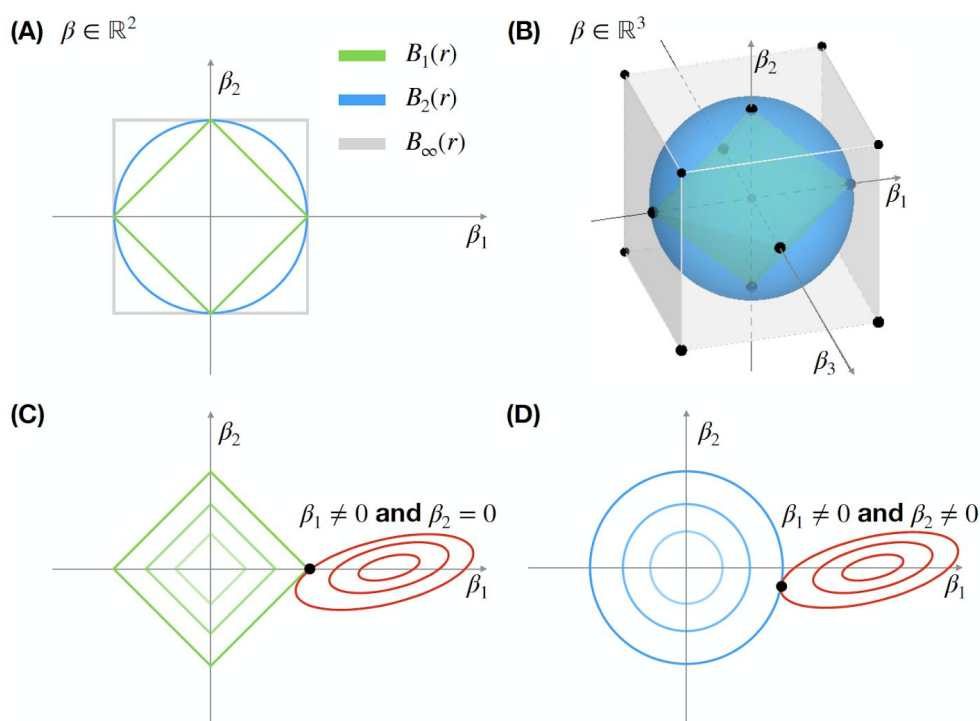 (A) β ∈ ℝ²
β₂
β₁
B₁(r)
B₂(r)
B∞(r)
(B) β ∈ ℝ³
β₂
β₁
β₃
(C)
β₂
β₁ ≠ 0 and β₂ = 0
β₁
(D)
β₂
β₁ ≠ 0 and β₂ ≠ 0
β₁